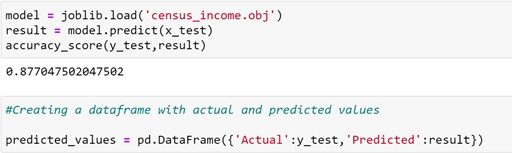 model = joblib.load('census_income.obj')
result = model.predict(x_test)
accuracy_score(y_test,result)
0.877047502047502
#Creating a dataframe with actual and predicted values
predicted_values = pd.DataFrame({'Actual':y_test,'Predicted':result})